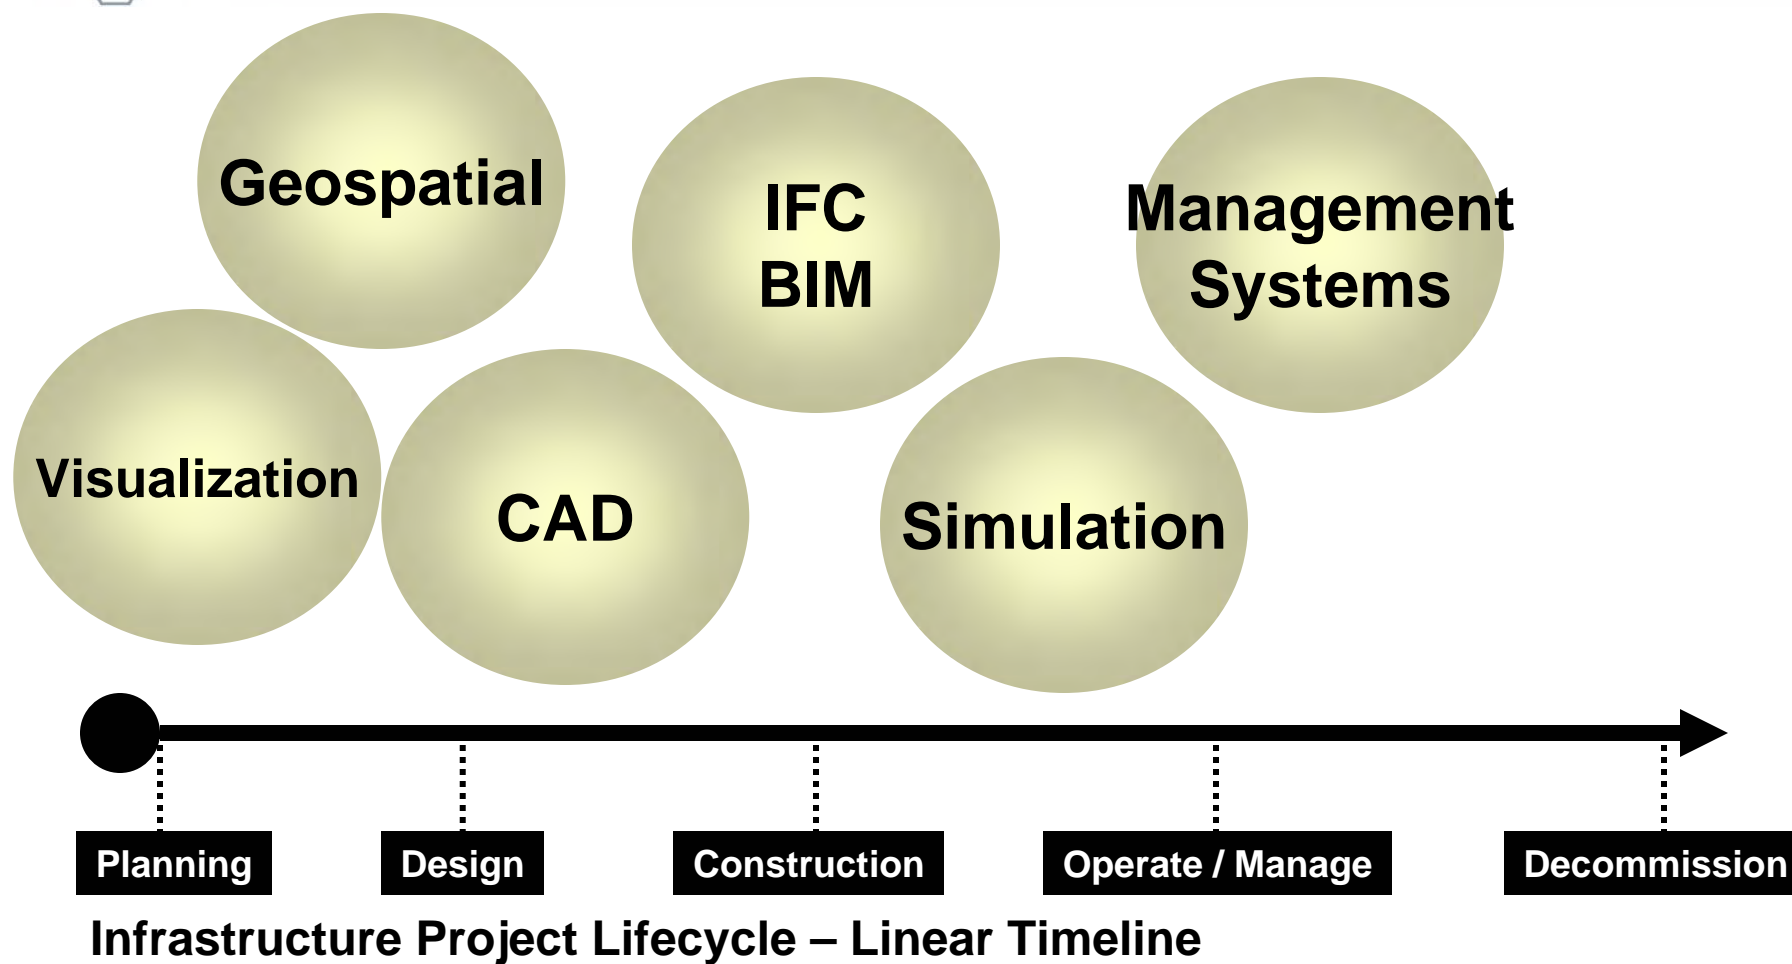 Geospatial
IFC
BIM
Management
Systems
Visualization
CAD
Simulation
Planning
Design
Construction
Operate / Manage
Decommission
Infrastructure Project Lifecycle – Linear Timeline